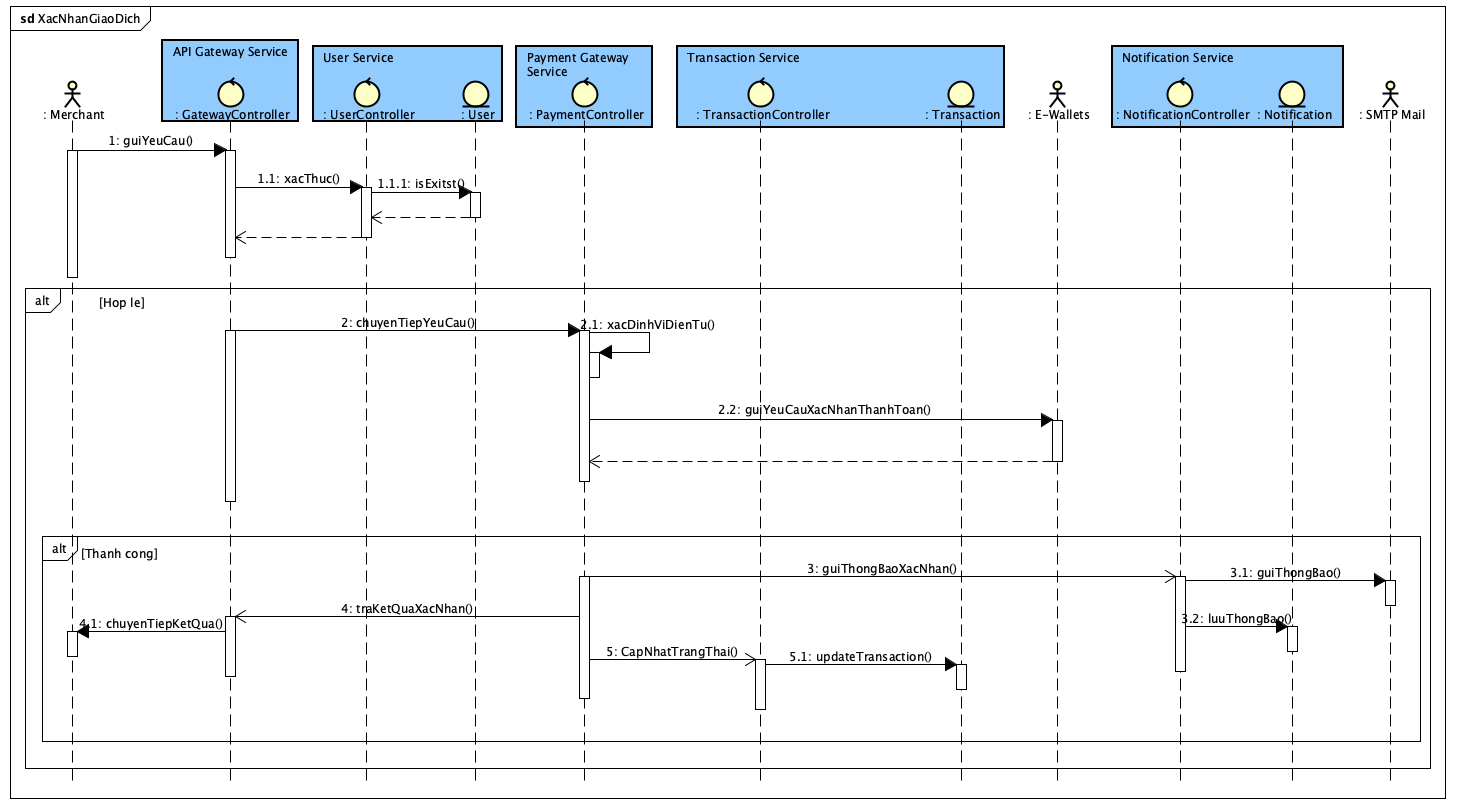 sd XacNhanGiaoDich
API Gateway Service
User Service
Payment Gateway
Service
Transaction Service
Notification Service
: Merchant
: GatewayController
: UserController
: User
: PaymentController
: TransactionController
: Transaction
: E-Wallets
: NotificationController
: Notification
: SMTP Mail
1: guiYeuCau()
1.1: xacThuc()
1.1.1: isExitst()
alt
[Hop le]
2: chuyenTiepYeuCau()
2.1: xacDinhViDienTu()
2.2: guiYeuCauXacNhanThanhToan()
alt
[Thanh cong]
3: guiThongBaoXacNhan()
3.1: guiThongBao()
4: traKetQuaXacNhan()
4.1: chuyenTiepKetQua()
3.2: luuThongBao()
5: CapNhatTrangThai()
5.1: updateTransaction()